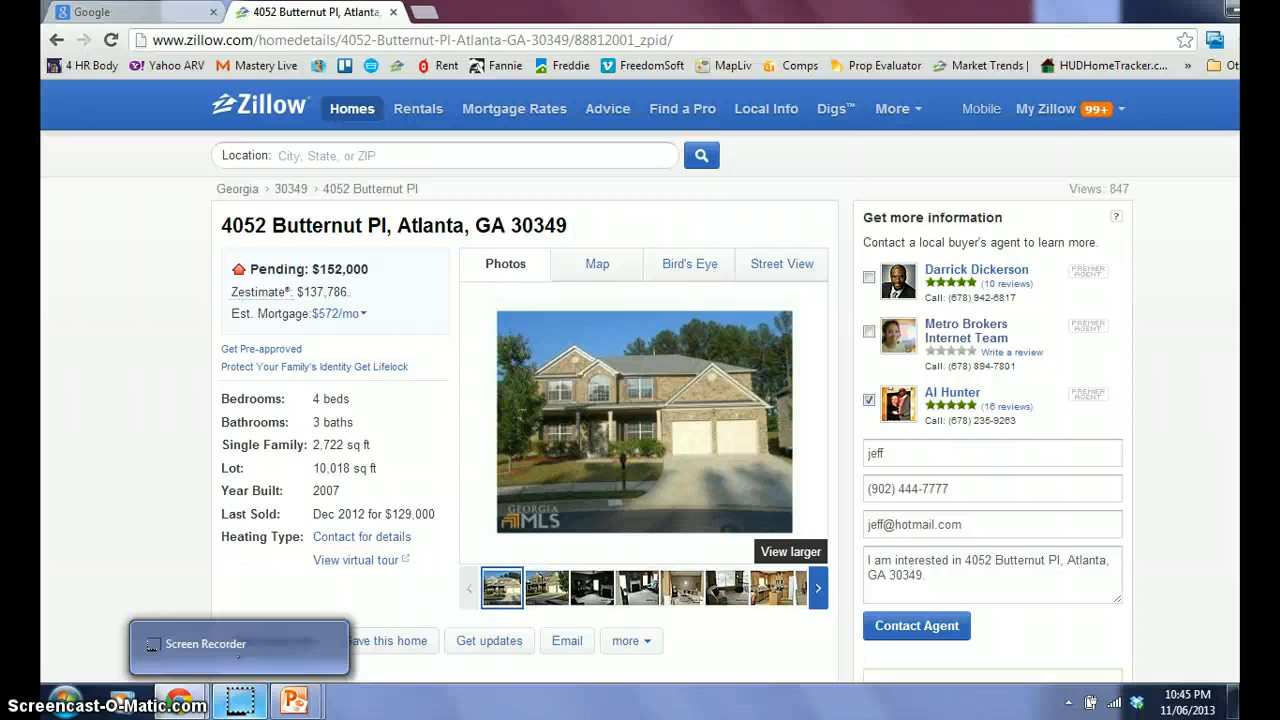 Google
4052 Butternut Pl, Atlanta,
www.zillow.com/homedetails/4052-Butternut-Pl-Atlanta-GA-30349/88812001_zpid/
4 HR Body Yahoo ARV Mastery Live Rent Fannie Freddie FreedomSoft MapLiv Comps Prop Evaluator Market Trends | HUDHomeTracker.c... » Ot
Zillow Homes Rentals Mortgage Rates Advice Find a Pro Local Info Digs™ More Mobile My Zillow 99+
Location: City, State, or ZIP
Georgia › 30349 › 4052 Butternut Pl
Views: 847
4052 Butternut Pl, Atlanta, GA 30349
Pending: $152,000
Zestimate®: $137,786
Est. Mortgage: $572/mo
Get Pre-approved
Protect Your Family's Identity Get Lifelock
Bedrooms: 4 beds
Bathrooms: 3 baths
Single Family: 2,722 sq ft
Lot: 10,018 sq ft
Year Built: 2007
Last Sold: Dec 2012 for $129,000
Heating Type: Contact for details
View virtual tour
Photos Map Bird's Eye Street View
GEORGIA
MLS
View larger
Save this home Get updates Email more
Get more information ?
Contact a local buyer's agent to learn more.
Darrick Dickerson PREMIER AGENT
(10 reviews)
Call: (678) 942-6817
Metro Brokers PREMIER AGENT
Internet Team
Write a review
Call: (678) 894-7801
Al Hunter PREMIER AGENT
(16 reviews)
Call: (678) 235-9263
jeff
(902) 444-7777
jeff@hotmail.com
I am interested in 4052 Butternut Pl, Atlanta,
GA 30349.
Contact Agent
Screen Recorder
Screencast-O-Matic.com
10:45 PM
11/06/2013